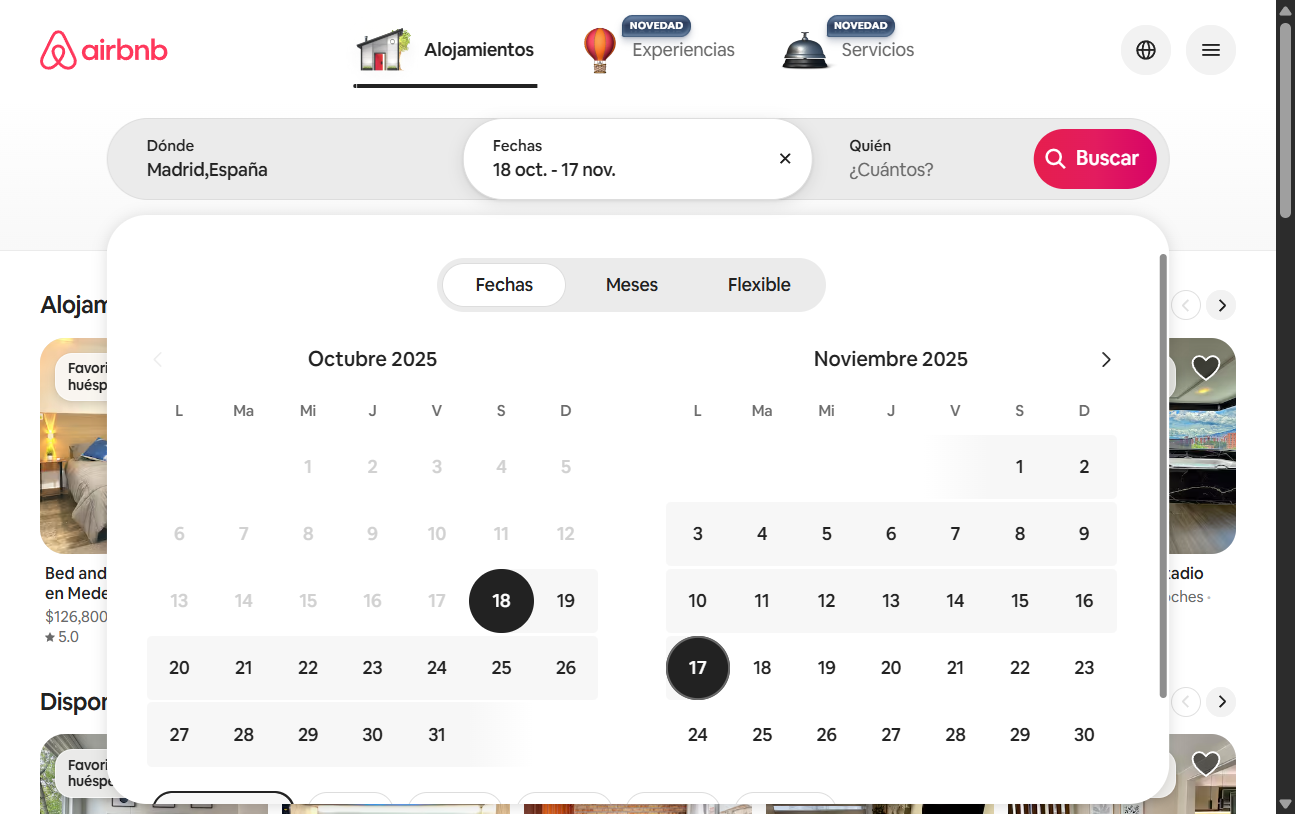 airbnb
Alojamientos
NOVEDAD
Experiencias
NOVEDAD
Servicios
Dónde
Madrid,España
Fechas
18 oct. - 17 nov.
Quién
¿Cuántos?
Buscar
Fechas
Meses
Flexible
Octubre 2025
L Ma Mi J V S D
1 2 3 4 5
6 7 8 9 10 11 12
13 14 15 16 17 18 19
20 21 22 23 24 25 26
27 28 29 30 31
Noviembre 2025
L Ma Mi J V S D
1 2
3 4 5 6 7 8 9
10 11 12 13 14 15 16
17 18 19 20 21 22 23
24 25 26 27 28 29 30
Alojam
Favori
huésp
Bed and
en Mede
$126,800
5.0
tadio
oches ·
Dispon
Favori
huéspe